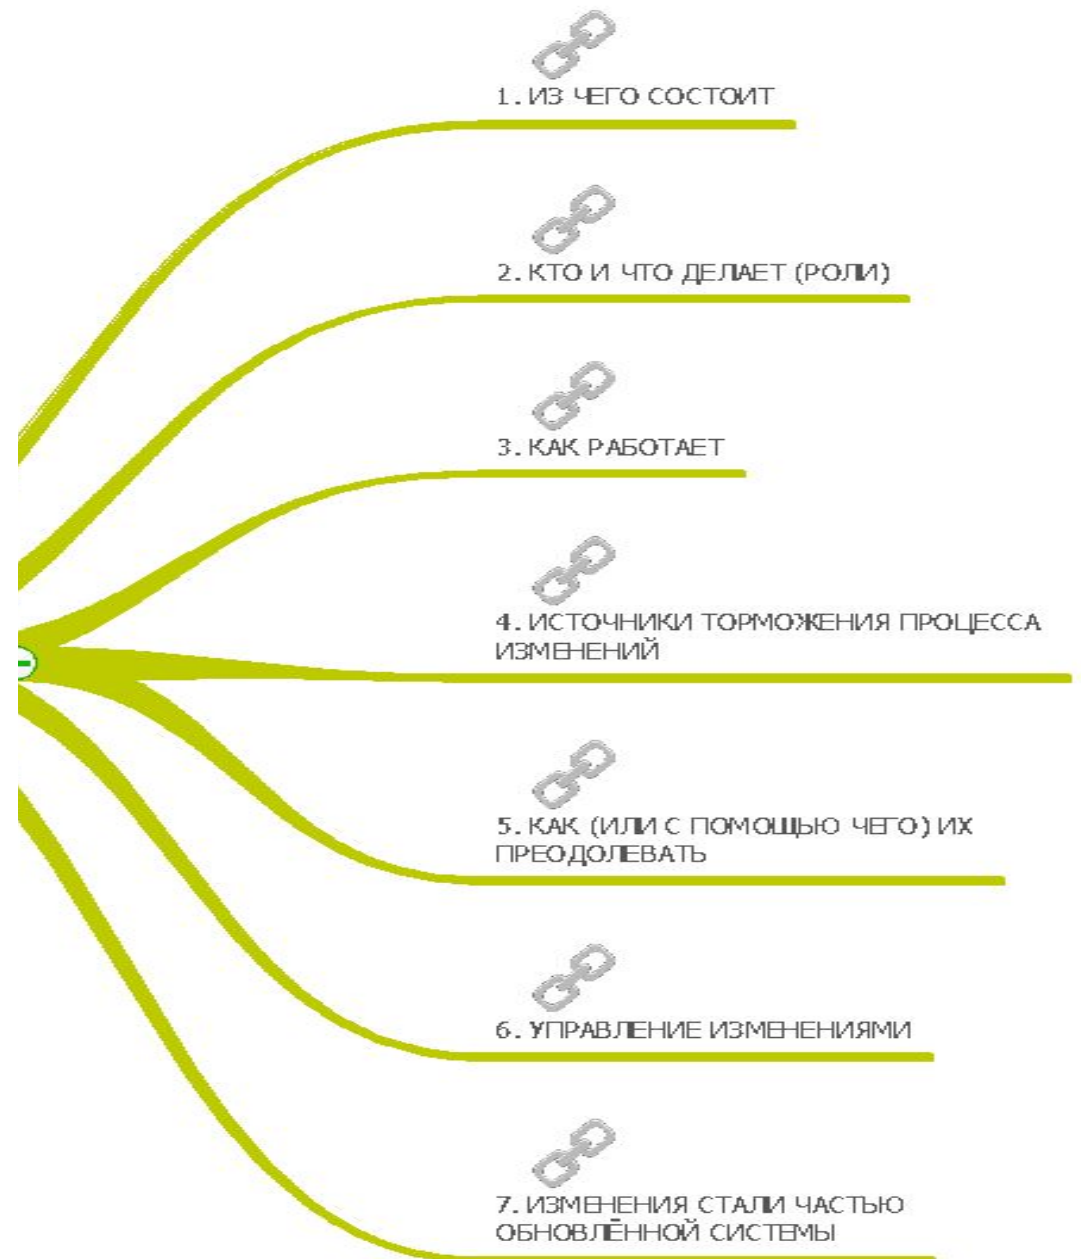 1. ИЗ ЧЕГО СОСТОИТ
2. КТО И ЧТО ДЕЛАЕТ (РОЛИ)
3. КАК РАБОТАЕТ
4. ИСТОЧНИКИ ТОРМОЖЕНИЯ ПРОЦЕССА
ИЗМЕНЕНИЙ
5. КАК (ИЛИ С ПОМОЩЬЮ ЧЕГО) ИХ
ПРЕОДОЛЕВАТЬ
6. УПРАВЛЕНИЕ ИЗМЕНЕНИЯМИ
7. ИЗМЕНЕНИЯ СТАЛИ ЧАСТЬЮ
ОБНОВЛЁННОЙ СИСТЕМЫ